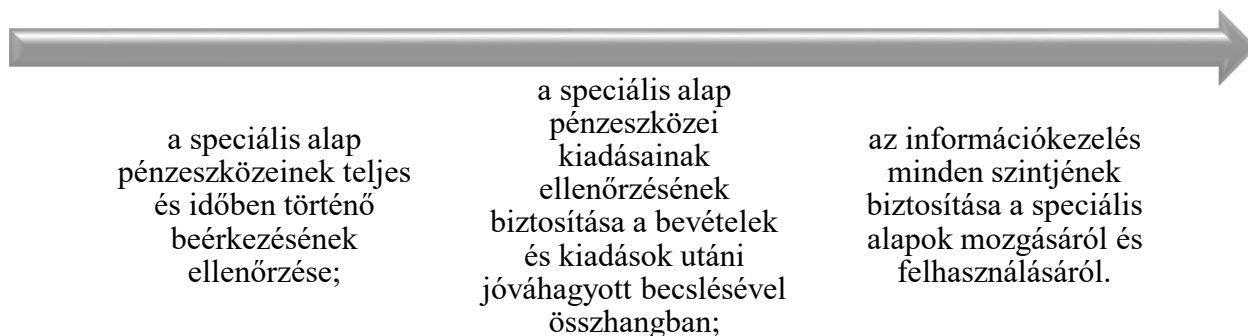 a speciális alap
pénzeszközeinek teljes
és időben történő
beérkezésének
ellenőrzése;
a speciális alap
pénzeszközei
kiadásainak
ellenőrzésének
biztosítása a bevételek
és kiadások utáni
jóváhagyott becslésével
összhangban;
az információkezelés
minden szintjének
biztosítása a speciális
alapok mozgásáról és
felhasználásáról.